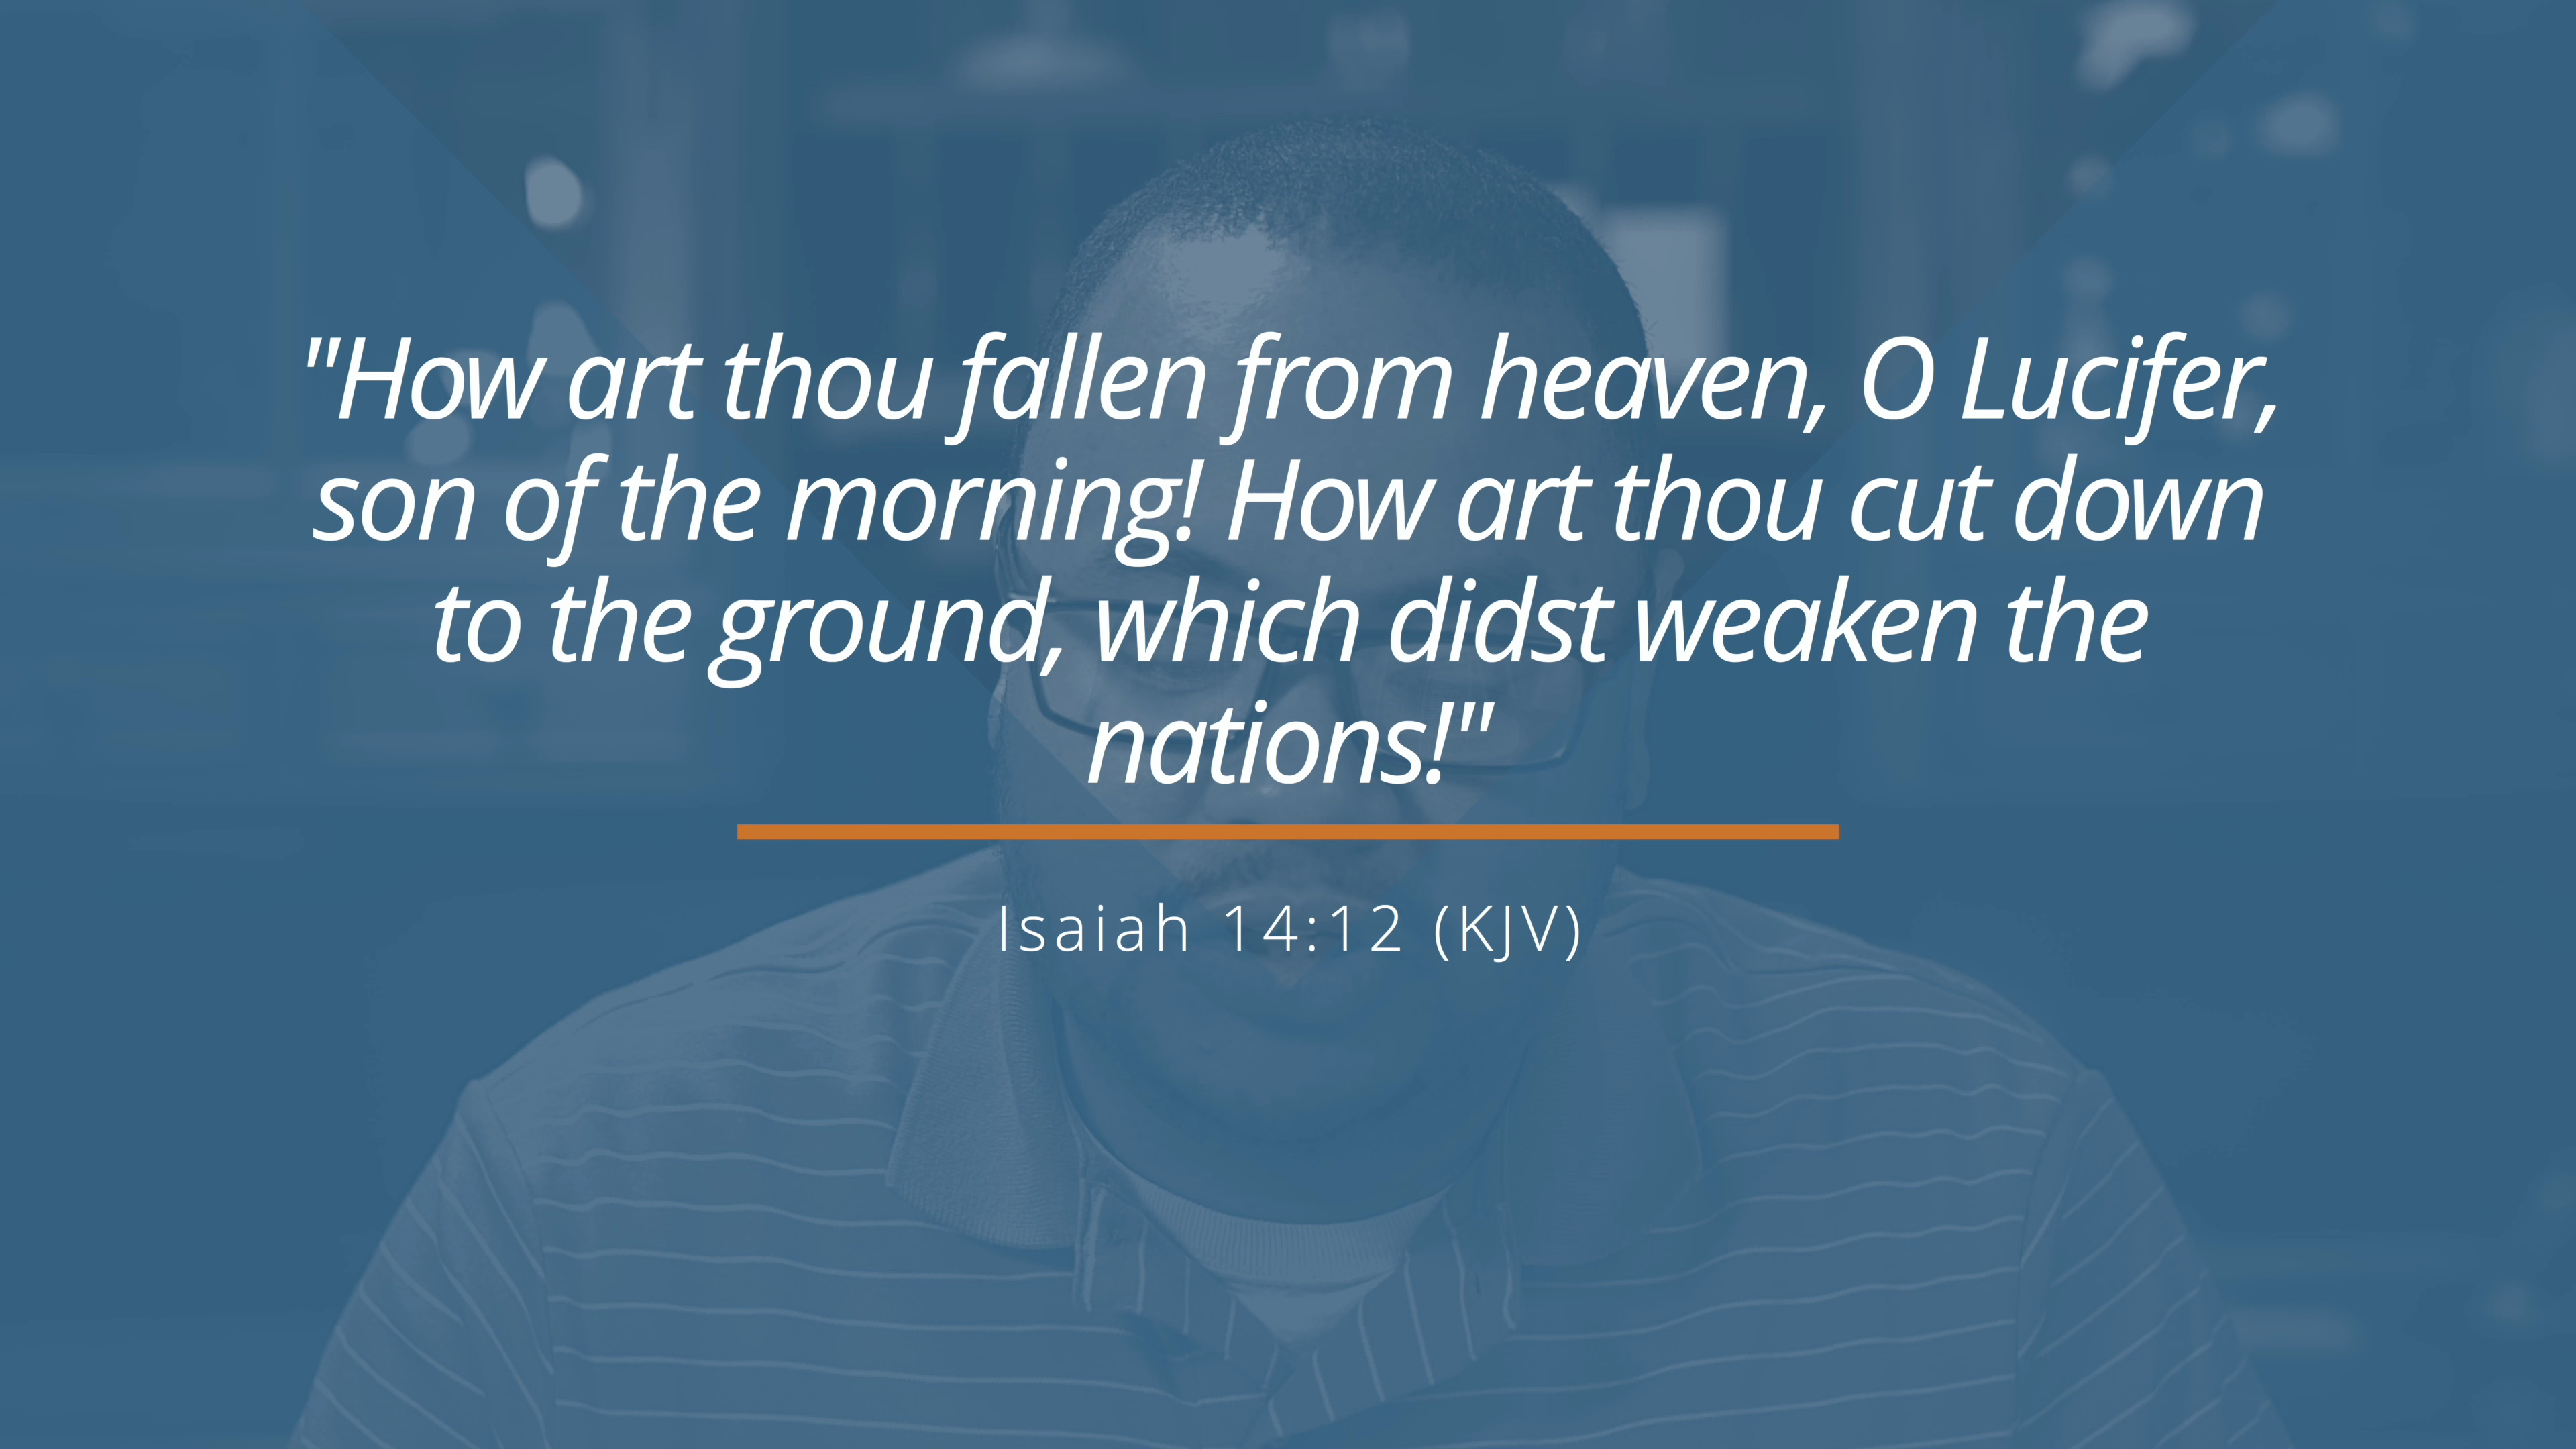 "How art thou fallen from heaven, O Lucifer,
son of the morning! How art thou cut down
to the ground, which didst weaken the
nations!"
Isaiah 14:12 (KJV)